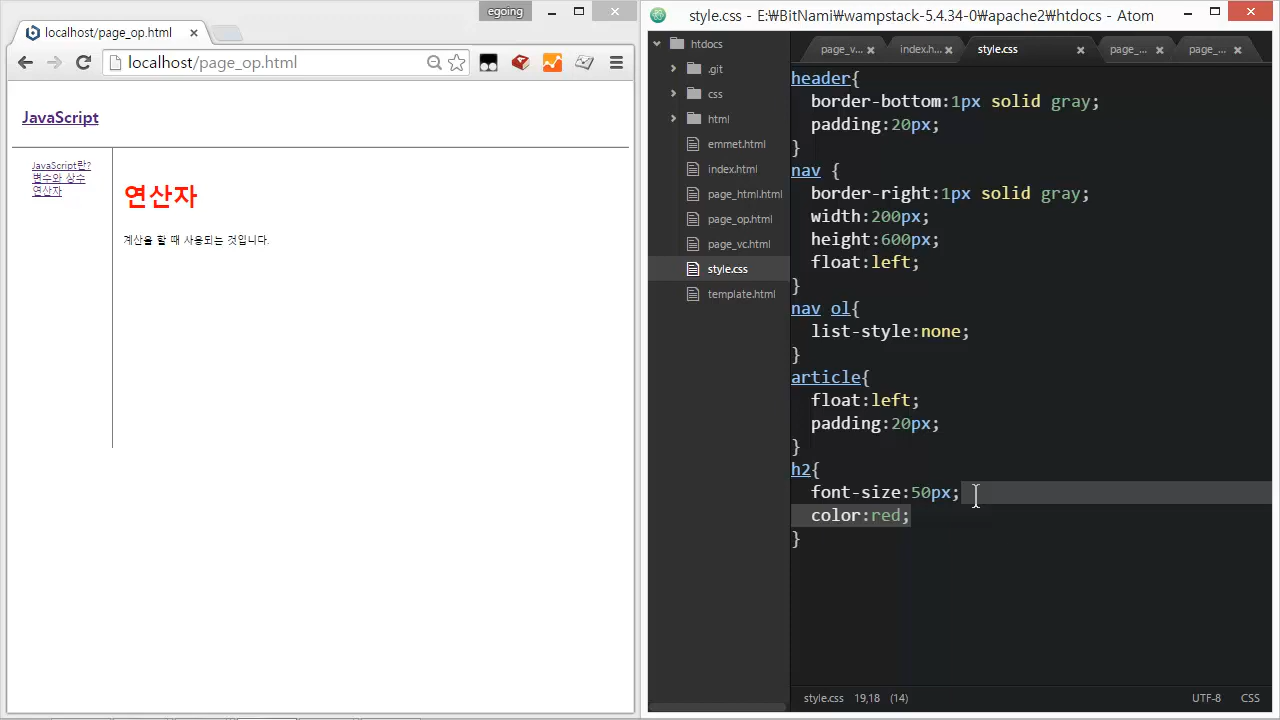 egoing
localhost/page_op.html
localhost/page_op.html
JavaScript
JavaScript란?
변수와 상수
연산자
연산자
계산을 할 때 사용되는 것입니다.
style.css - E:₩BitNami₩wampstack-5.4.34-0₩apache2₩htdocs - Atom
htdocs
.git
css
html
emmet.html
index.html
page_html.html
page_op.html
page_vc.html
style.css
template.html
page_v... index.h... style.css page_... page_...
header{
  border-bottom:1px solid gray;
  padding:20px;
}
nav {
  border-right:1px solid gray;
  width:200px;
  height:600px;
  float:left;
}
nav ol{
  list-style:none;
}
article{
  float:left;
  padding:20px;
}
h2{
  font-size:50px;
  color:red;
}
style.css 19,18 (14) UTF-8 CSS